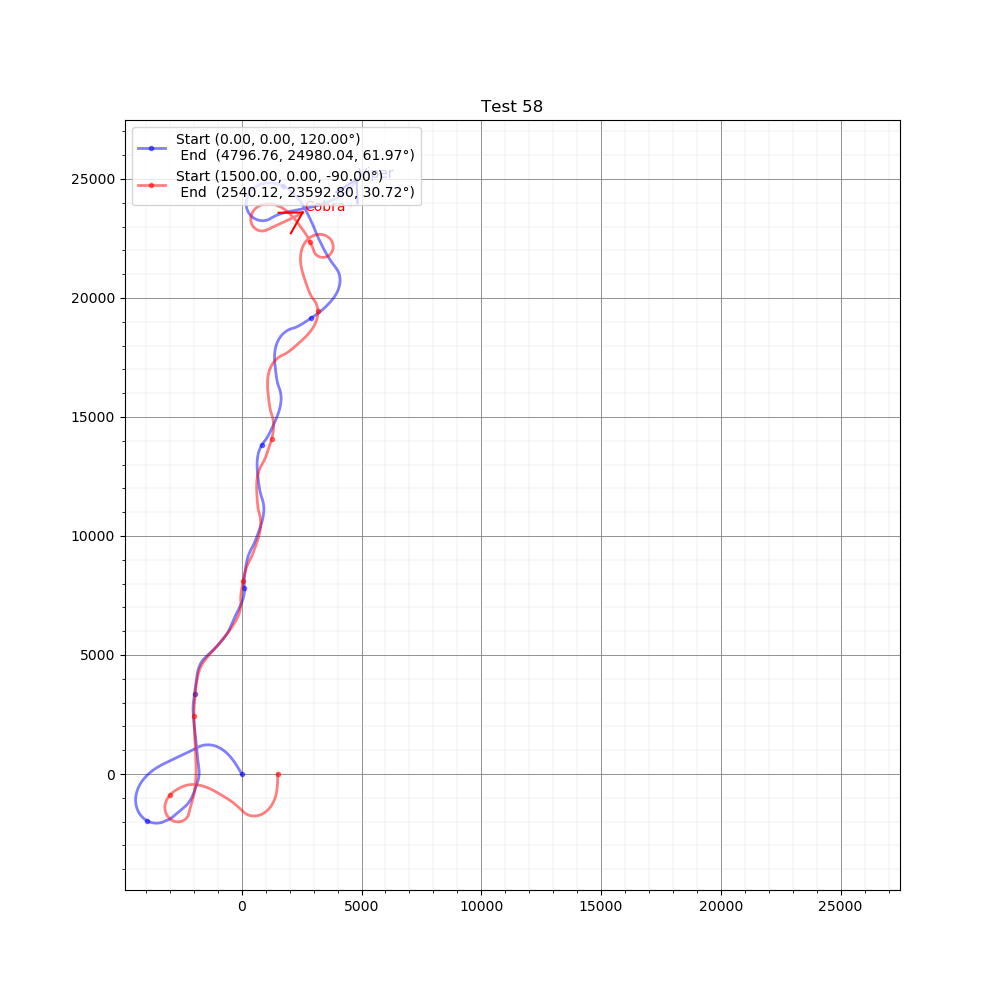 Test 58
Start (0.00, 0.00, 120.00°)
End  (4796.76, 24980.04, 61.97°)
Start (1500.00, 0.00, -90.00°)
End  (2540.12, 23592.80, 30.72°)
Cobra
25000
20000
15000
10000
5000
0
0
5000
10000
15000
20000
25000